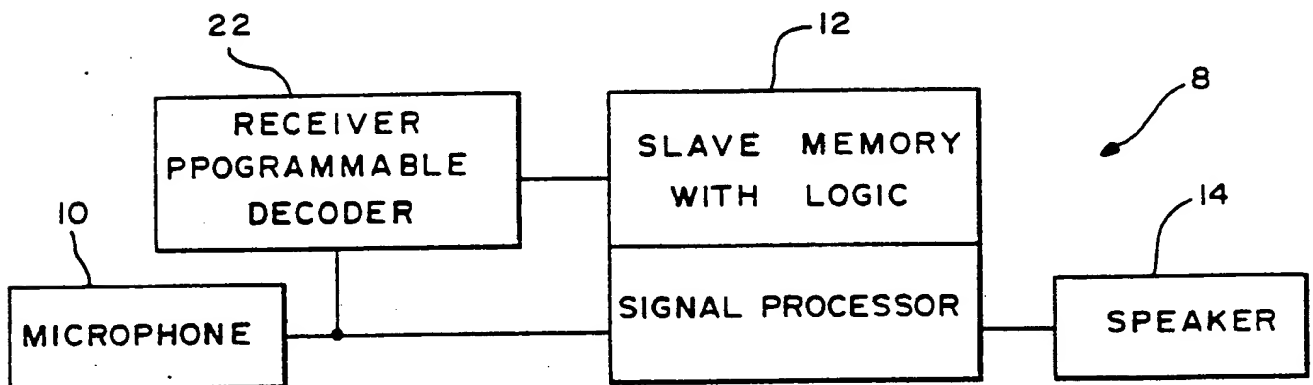 22
12
8
RECEIVER
PPOGRAMMABLE
DECODER
SLAVE MEMORY
WITH LOGIC
10
14
MICROPHONE
SIGNAL PROCESSOR
SPEAKER